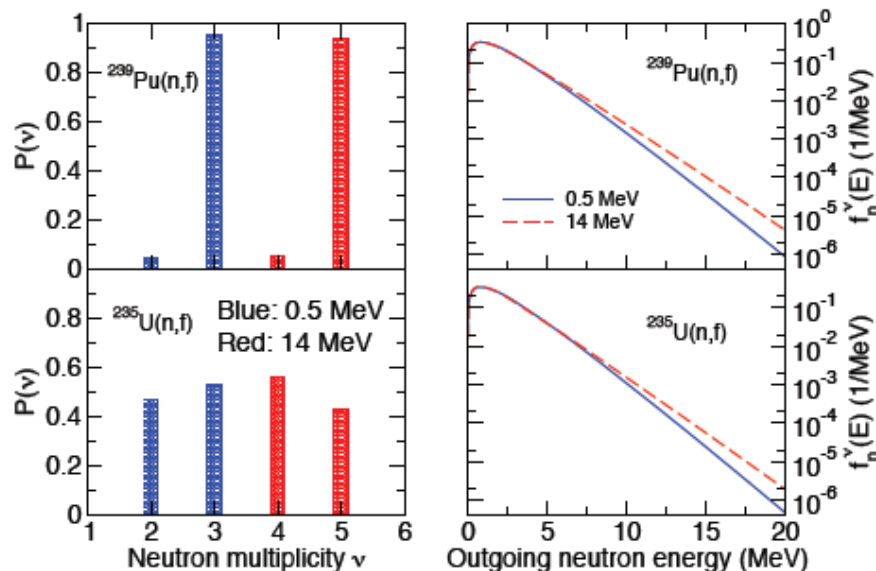 1
0.8
0.6
0.4
0.2
0
P(ν)
²³⁹Pu(n,f)
0.8
0.6
0.4
0.2
0
P(ν)
²³⁵U(n,f)
Blue: 0.5 MeV
Red: 14 MeV
1 2 3 4 5 6
Neutron multiplicity ν
²³⁹Pu(n,f)
0.5 MeV
14 MeV
10⁰
10⁻¹
10⁻²
10⁻³
10⁻⁴
10⁻⁵
10⁻⁶
fₙ^ν(E) (1/MeV)
²³⁵U(n,f)
10⁻¹
10⁻²
10⁻³
10⁻⁴
10⁻⁵
10⁻⁶
fₙ^ν(E) (1/MeV)
0 5 10 15 20
Outgoing neutron energy (MeV)